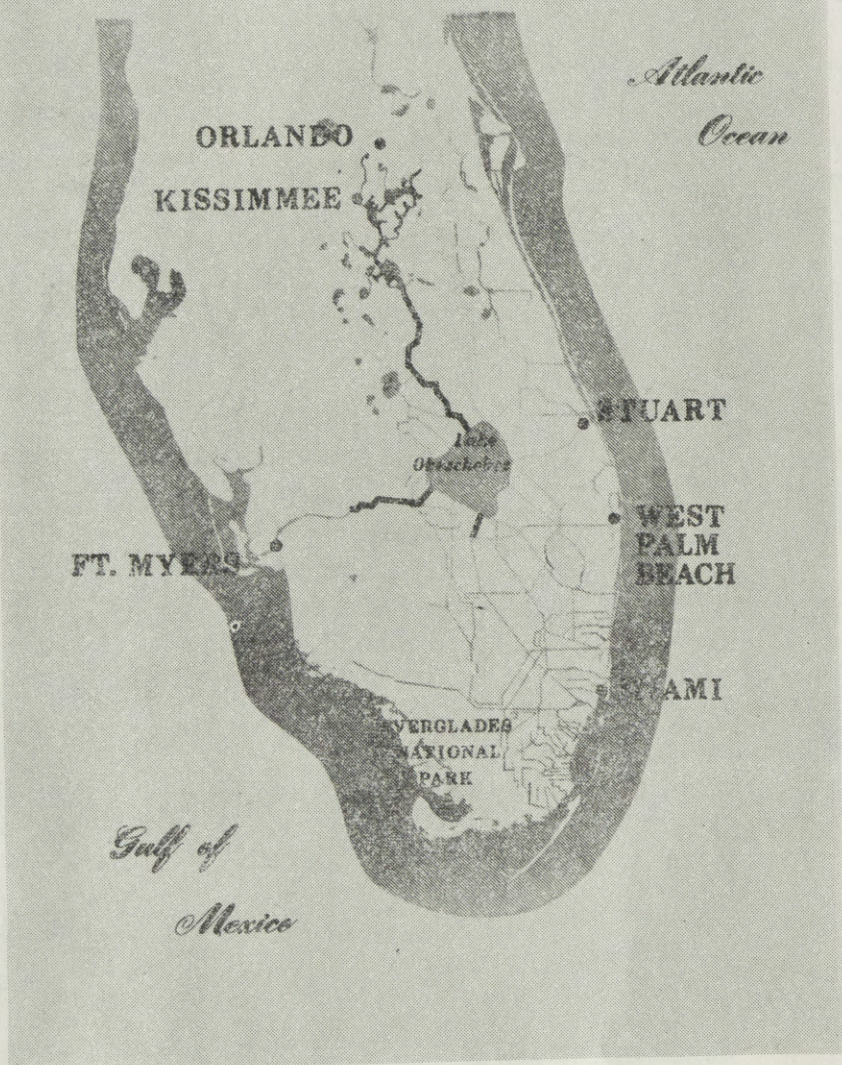 Atlantic
Ocean
ORLANDO
KISSIMMEE
STUART
Lake
Okeechobee
WEST
PALM
BEACH
FT. MYERS
MIAMI
EVERGLADES
NATIONAL
PARK
Gulf of
Mexico